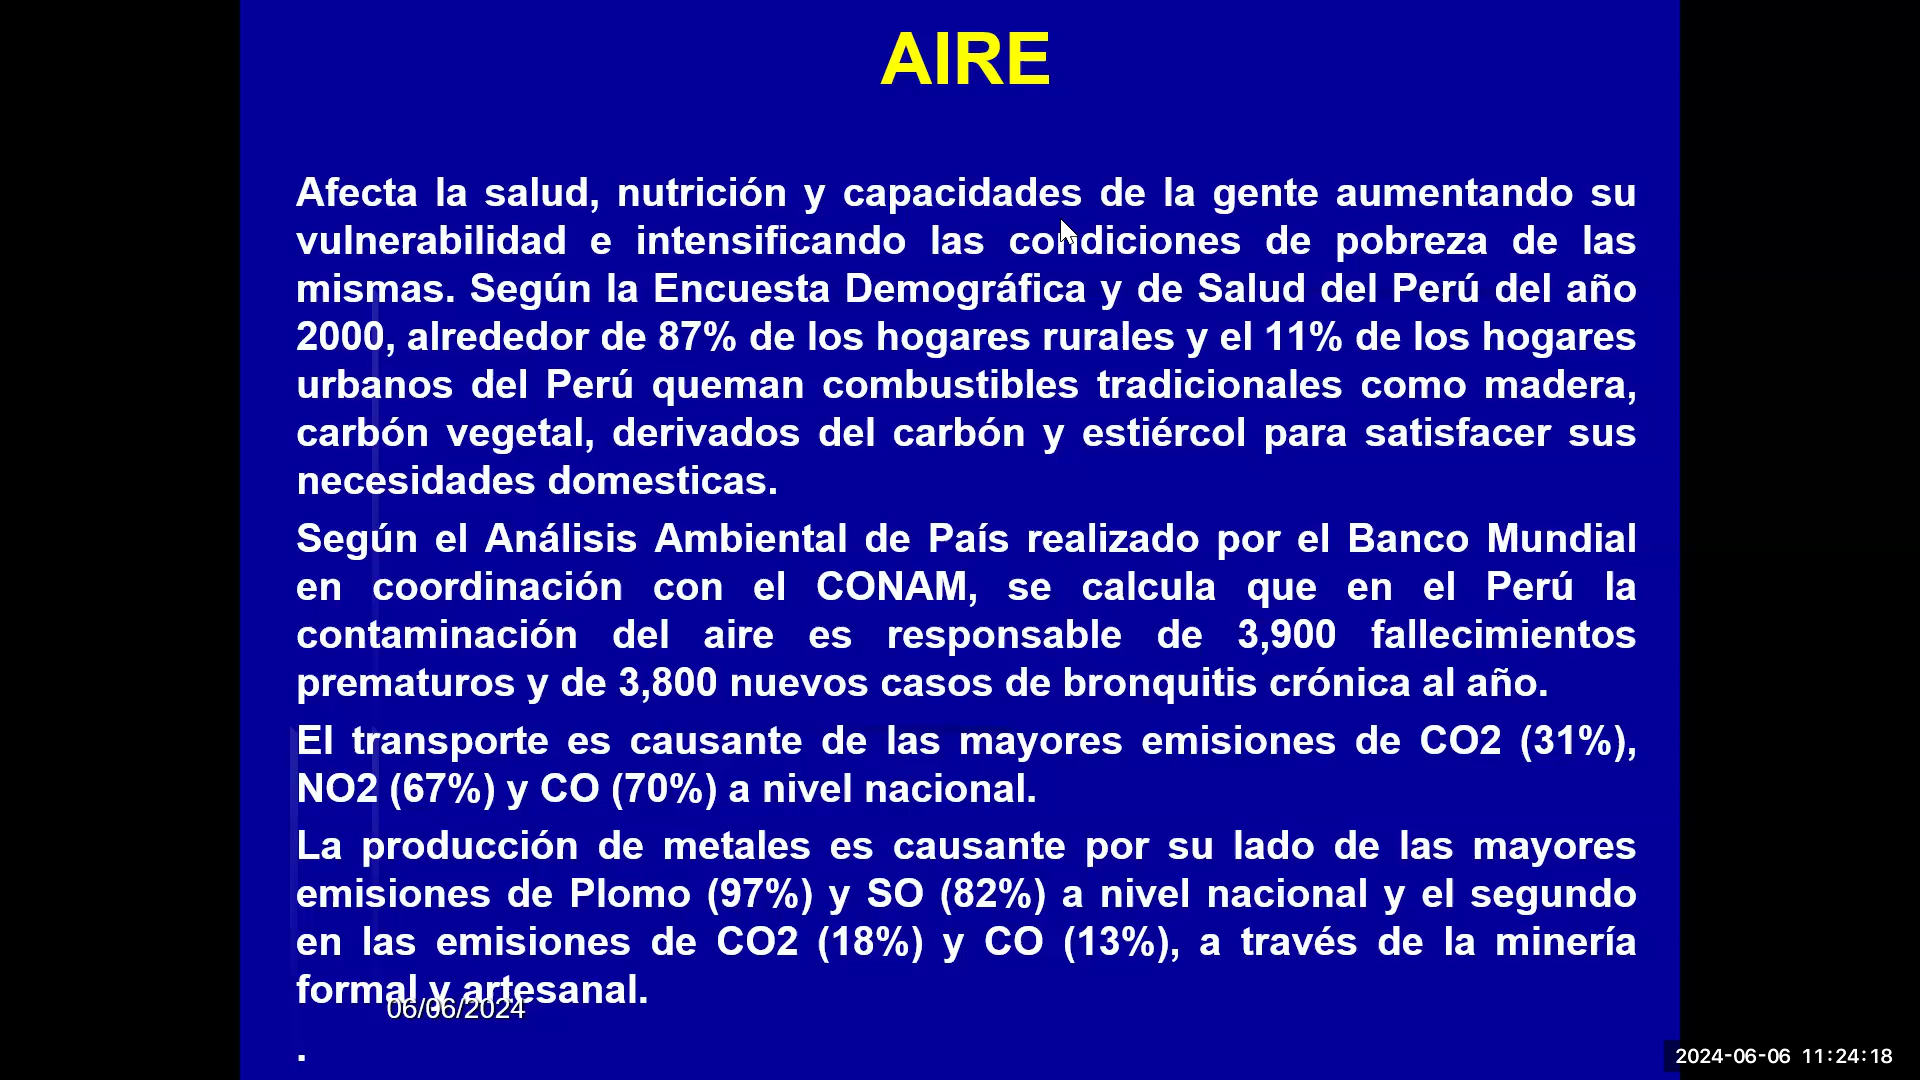 AIRE
Afecta la salud, nutrición y capacidades de la gente aumentando su
vulnerabilidad e intensificando las condiciones de pobreza de las
mismas. Según la Encuesta Demográfica y de Salud del Perú del año
2000, alrededor de 87% de los hogares rurales y el 11% de los hogares
urbanos del Perú queman combustibles tradicionales como madera,
carbón vegetal, derivados del carbón y estiércol para satisfacer sus
necesidades domesticas.
Según el Análisis Ambiental de País realizado por el Banco Mundial
en coordinación con el CONAM, se calcula que en el Perú la
contaminación del aire es responsable de 3,900 fallecimientos
prematuros y de 3,800 nuevos casos de bronquitis crónica al año.
El transporte es causante de las mayores emisiones de CO2 (31%),
NO2 (67%) y CO (70%) a nivel nacional.
La producción de metales es causante por su lado de las mayores
emisiones de Plomo (97%) y SO (82%) a nivel nacional y el segundo
en las emisiones de CO2 (18%) y CO (13%), a través de la minería
formal y artesanal.
06/06/2024
.
2024-06-06 11:24:18